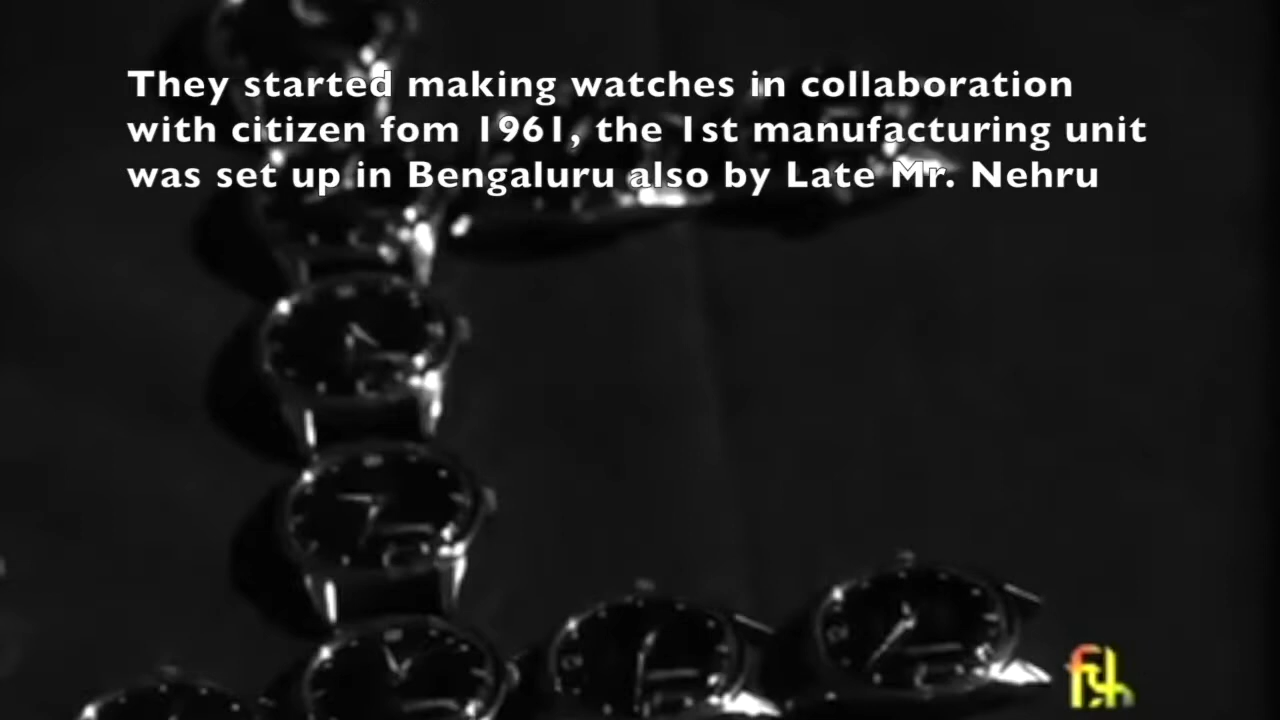 They started making watches in collaboration
with citizen fom 1961, the 1st manufacturing unit
was set up in Bengaluru also by Late Mr. Nehru